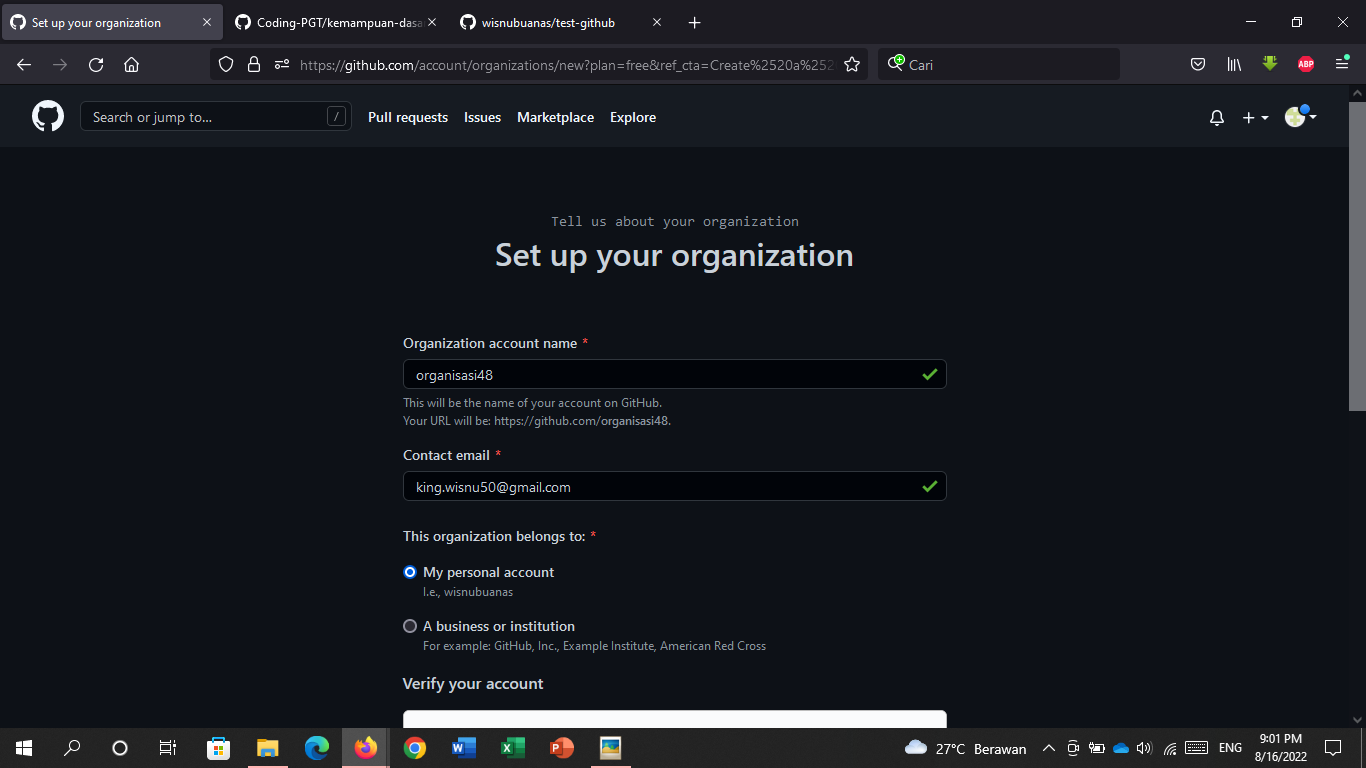 Set up your organization
Coding-PGT/kemampuan-dasa
wisnubuanas/test-github
https://github.com/account/organizations/new?plan=free&ref_cta=Create%2520a%252
Cari
ABP
Search or jump to...
/
Pull requests
Issues
Marketplace
Explore
Tell us about your organization
Set up your organization
Organization account name *
organisasi48
This will be the name of your account on GitHub.
Your URL will be: https://github.com/organisasi48.
Contact email *
king.wisnu50@gmail.com
This organization belongs to: *
My personal account
I.e., wisnubuanas
A business or institution
For example: GitHub, Inc., Example Institute, American Red Cross
Verify your account
27°C Berawan
ENG
9:01 PM
8/16/2022